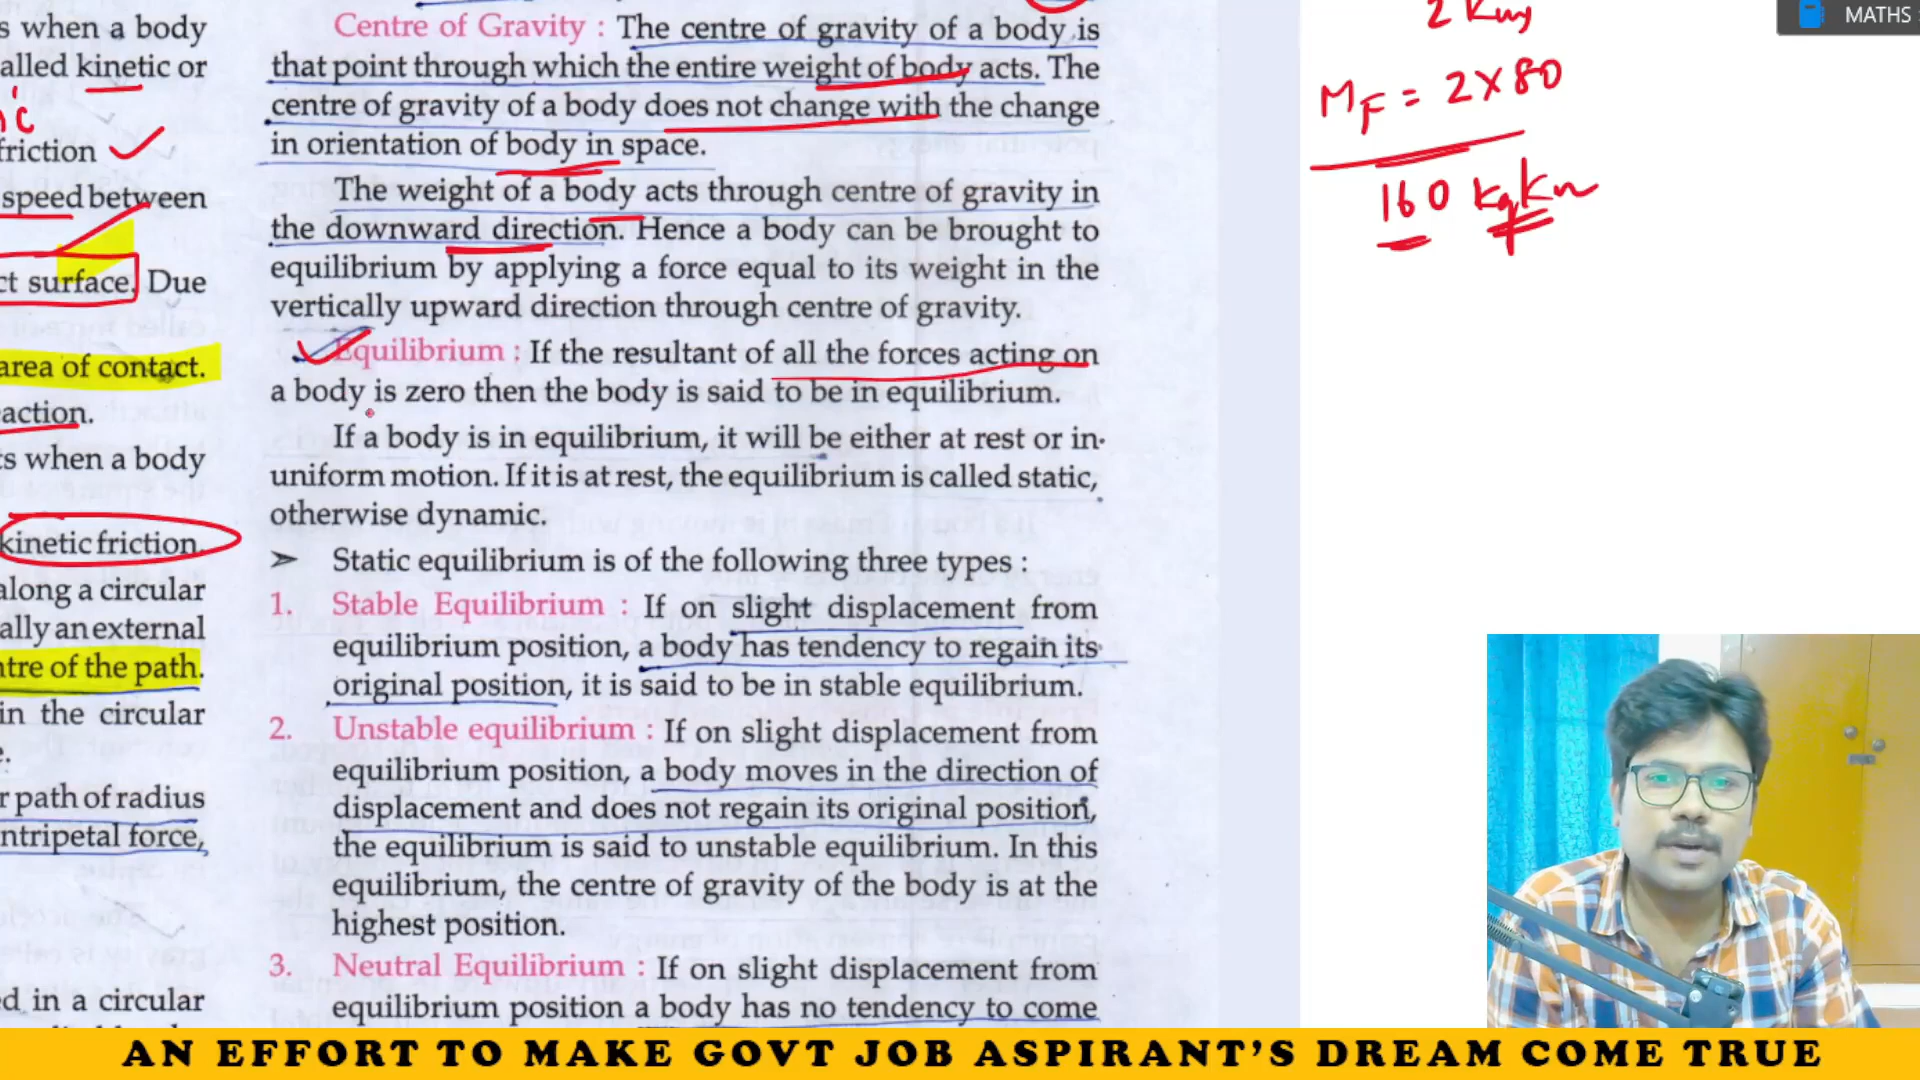 s when a body
alled kinetic or
ic
friction
speed between
ct surface. Due
area of contact.
eaction.
ts when a body
kinetic friction.
along a circular
ally an external
ntre of the path.
in the circular
e.
r path of radius
ntripetal force,
ed in a circular
Centre of Gravity : The centre of gravity of a body is
that point through which the entire weight of body acts. The
centre of gravity of a body does not change with the change
in orientation of body in space.
The weight of a body acts through centre of gravity in
the downward direction. Hence a body can be brought to
equilibrium by applying a force equal to its weight in the
vertically upward direction through centre of gravity.
Equilibrium : If the resultant of all the forces acting on
a body is zero then the body is said to be in equilibrium.
If a body is in equilibrium, it will be either at rest or in
uniform motion. If it is at rest, the equilibrium is called static,
otherwise dynamic.
➢ Static equilibrium is of the following three types :
1. Stable Equilibrium : If on slight displacement from
equilibrium position, a body has tendency to regain its
original position, it is said to be in stable equilibrium.
2. Unstable equilibrium : If on slight displacement from
equilibrium position, a body moves in the direction of
displacement and does not regain its original position,
the equilibrium is said to unstable equilibrium. In this
equilibrium, the centre of gravity of the body is at the
highest position.
3. Neutral Equilibrium : If on slight displacement from
equilibrium position a body has no tendency to come
MF = 2 X 80
160
MATHS
AN EFFORT TO MAKE GOVT JOB ASPIRANT'S DREAM COME TRUE